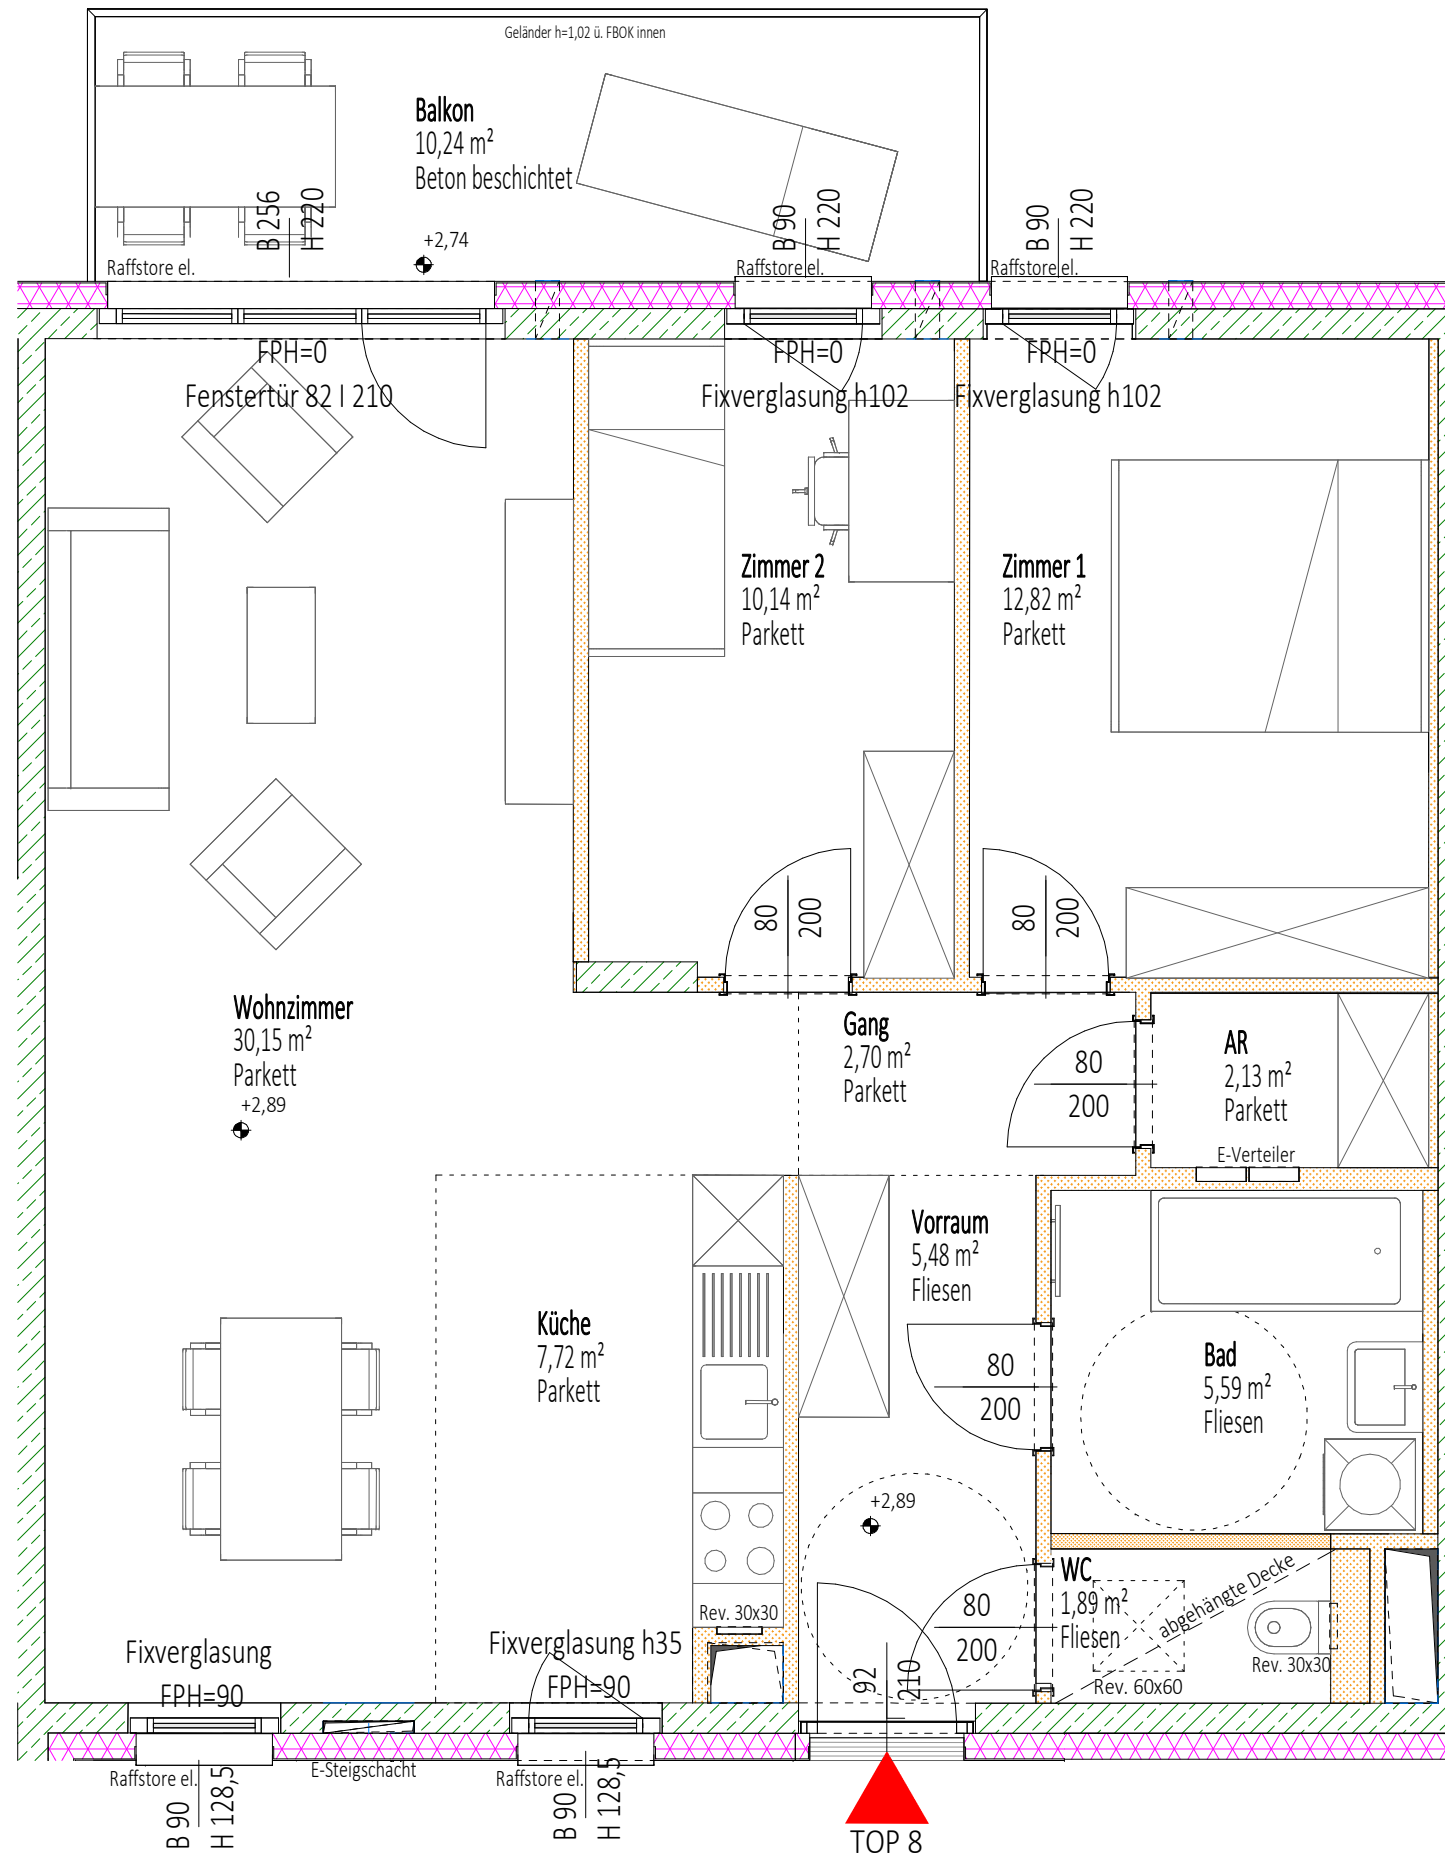 Geländer h=1,02 ü. FBOK innen
Balkon
10,24 m²
Beton beschichtet
B 256
H 220
B 90
H 220
B 90
H 220
+2,74
Raffstore el.
Raffstore el.
Raffstore el.
FPH=0
Fenstertür 82 I 210
FPH=0
Fixverglasung h102
FPH=0
Fixverglasung h102
Zimmer 2
10,14 m²
Parkett
Zimmer 1
12,82 m²
Parkett
80
200
80
200
Wohnzimmer
30,15 m²
Parkett
+2,89
Gang
2,70 m²
Parkett
80
200
AR
2,13 m²
Parkett
E-Verteiler
Vorraum
5,48 m²
Fliesen
Küche
7,72 m²
Parkett
80
200
Bad
5,59 m²
Fliesen
+2,89
WC
1,89 m²
Fliesen
abgehängte Decke
80
200
Rev. 30x30
Rev. 30x30
Rev. 60x60
Fixverglasung
FPH=90
Fixverglasung h35
FPH=90
92
210
Raffstore el.
B 90
H 128,5
E-Steigschacht
Raffstore el.
B 90
H 128,5
TOP 8